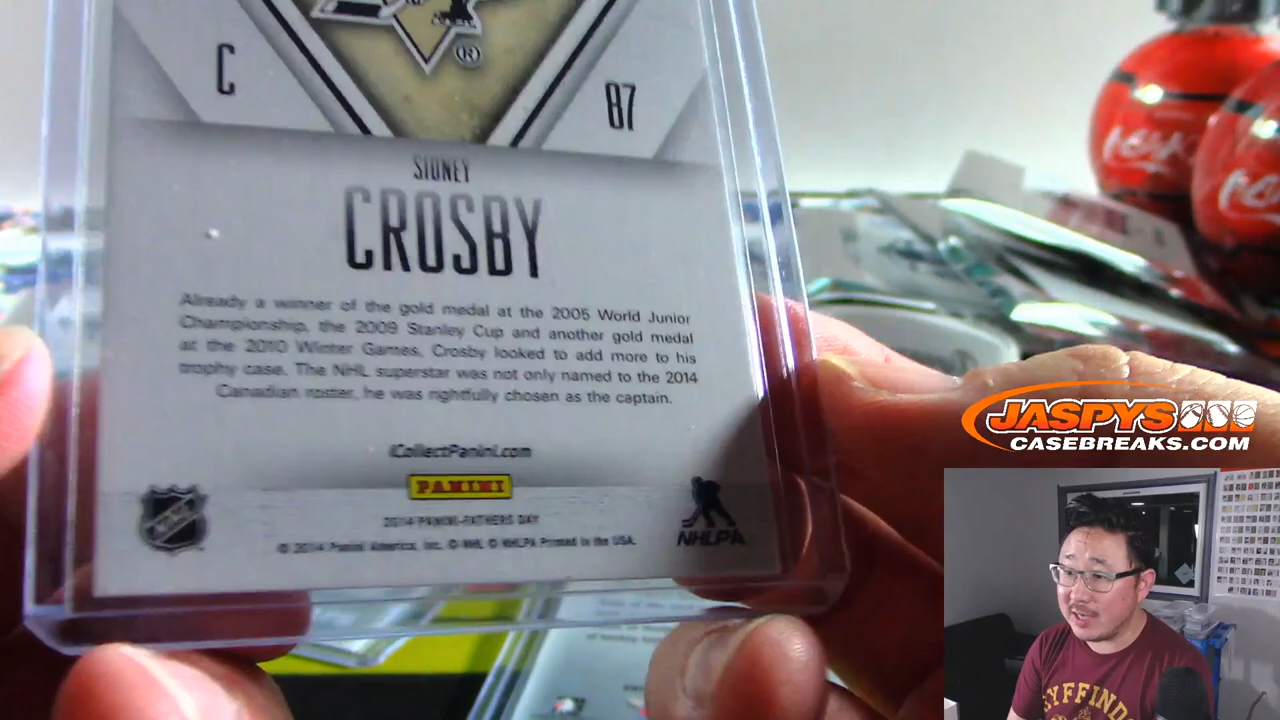 ®
C
87
SIDNEY
CROSBY
Already a winner of the gold medal at the 2005 World Junior
Championship, the 2009 Stanley Cup and another gold medal
at the 2010 Winter Games, Crosby looked to add more to his
trophy case. The NHL superstar was not only named to the 2014
Canadian roster, he was rightfully chosen as the captain.
iCollectPanini.com
PANINI
2014 PANINI-FATHERS DAY
© 2014 Panini America, Inc. © NHL © NHLPA Printed in the USA.
NHL
NHLPA
JASPYS
CASEBREAKS.COM